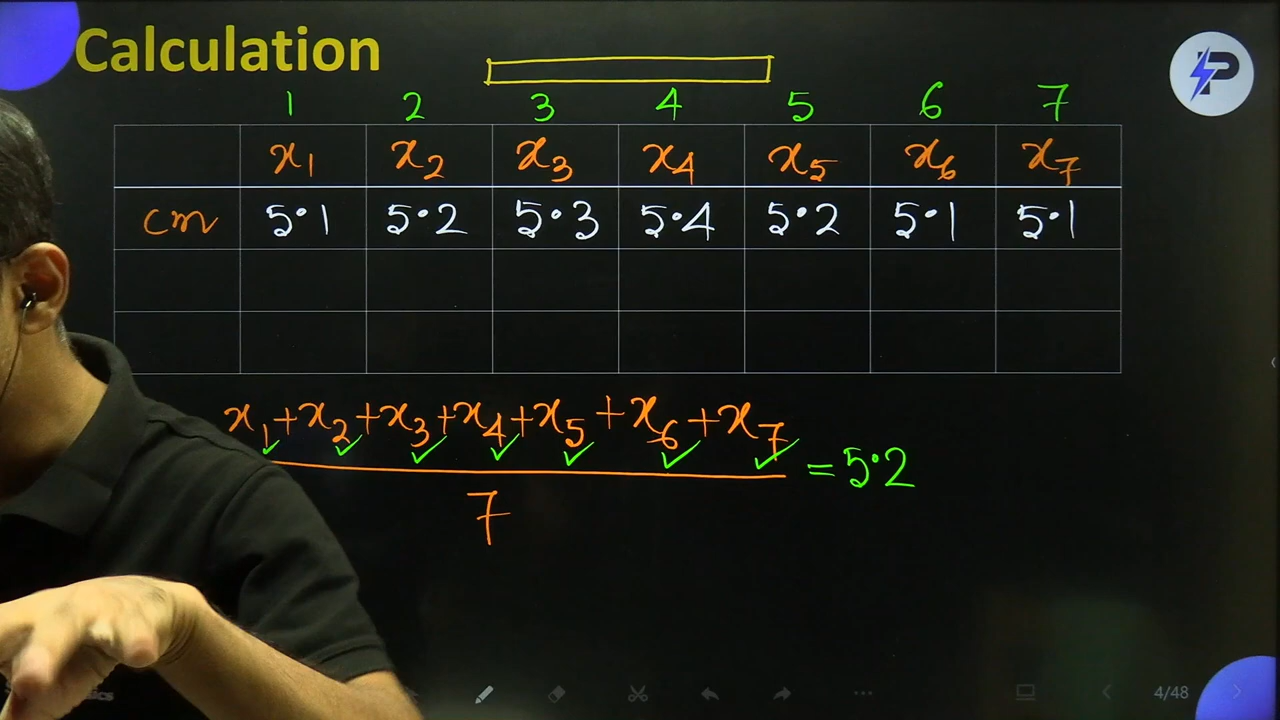 Calculation
1 2 3 4 5 6 7
x₁ x₂ x₃ x₄ x₅ x₆ x₇
cm 5·1 5·2 5·3 5·4 5·2 5·1 5·1
x₁+x₂+x₃+x₄+x₅+x₆+x₇
= 5·2
7
4/48